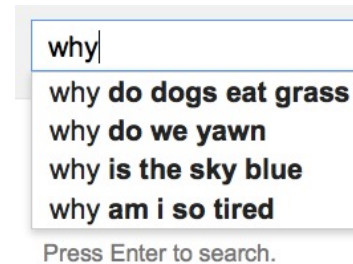 why
why do dogs eat grass
why do we yawn
why is the sky blue
why am i so tired
Press Enter to search.